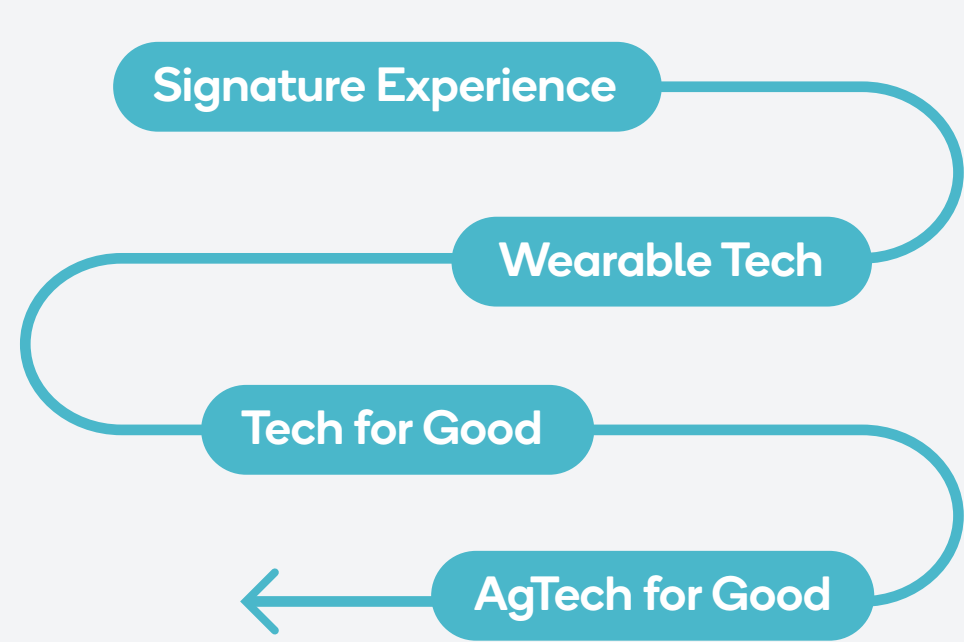 Signature Experience
Wearable Tech
Tech for Good
AgTech for Good